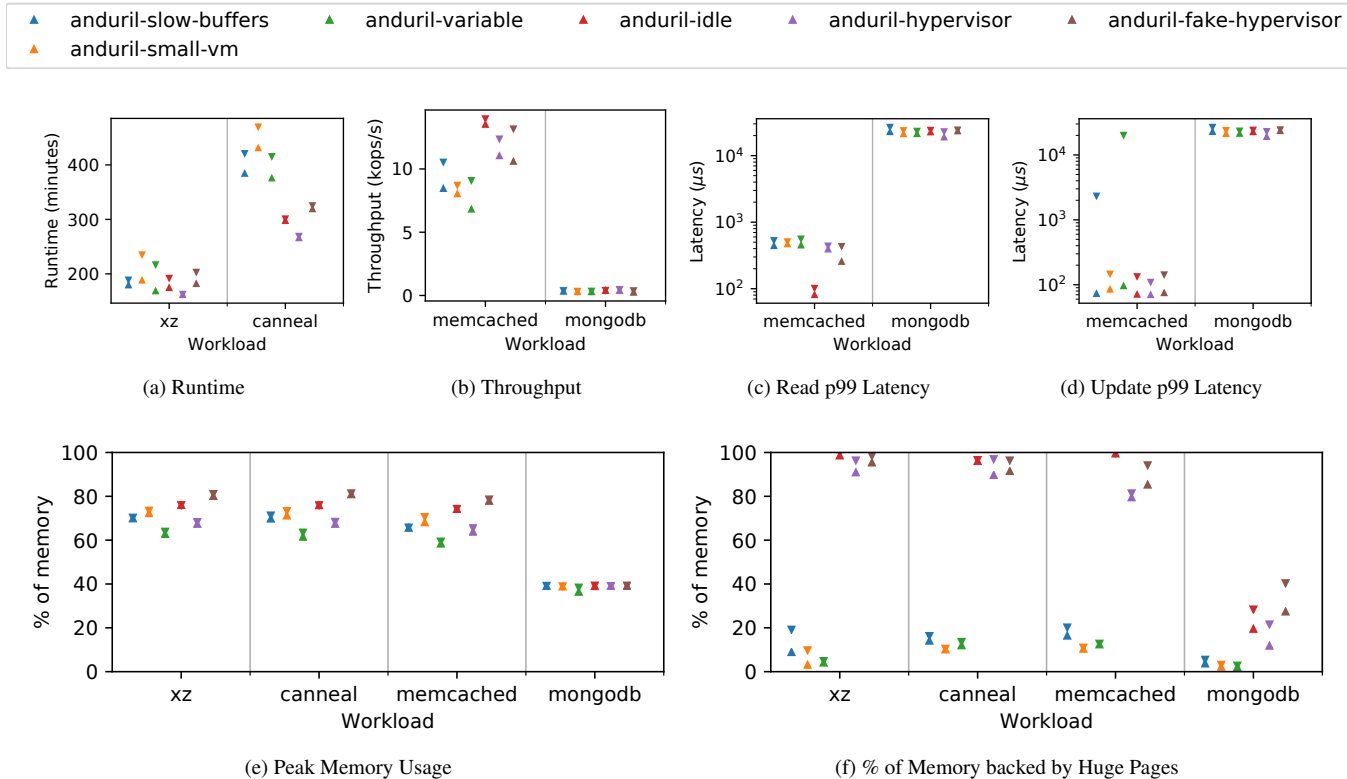 anduril-slow-buffers anduril-variable anduril-idle anduril-hypervisor anduril-fake-hypervisor
anduril-small-vm
Runtime (minutes)
400
300
200
xz canneal
Workload
(a) Runtime
Throughput (kops/s)
10
5
0
memcached mongodb
Workload
(b) Throughput
Latency (μs)
10⁴
10³
10²
memcached mongodb
Workload
(c) Read p99 Latency
Latency (μs)
10⁴
10³
10²
memcached mongodb
Workload
(d) Update p99 Latency
% of memory
100
80
60
40
20
0
xz canneal memcached mongodb
Workload
(e) Peak Memory Usage
% of memory
100
80
60
40
20
0
xz canneal memcached mongodb
Workload
(f) % of Memory backed by Huge Pages